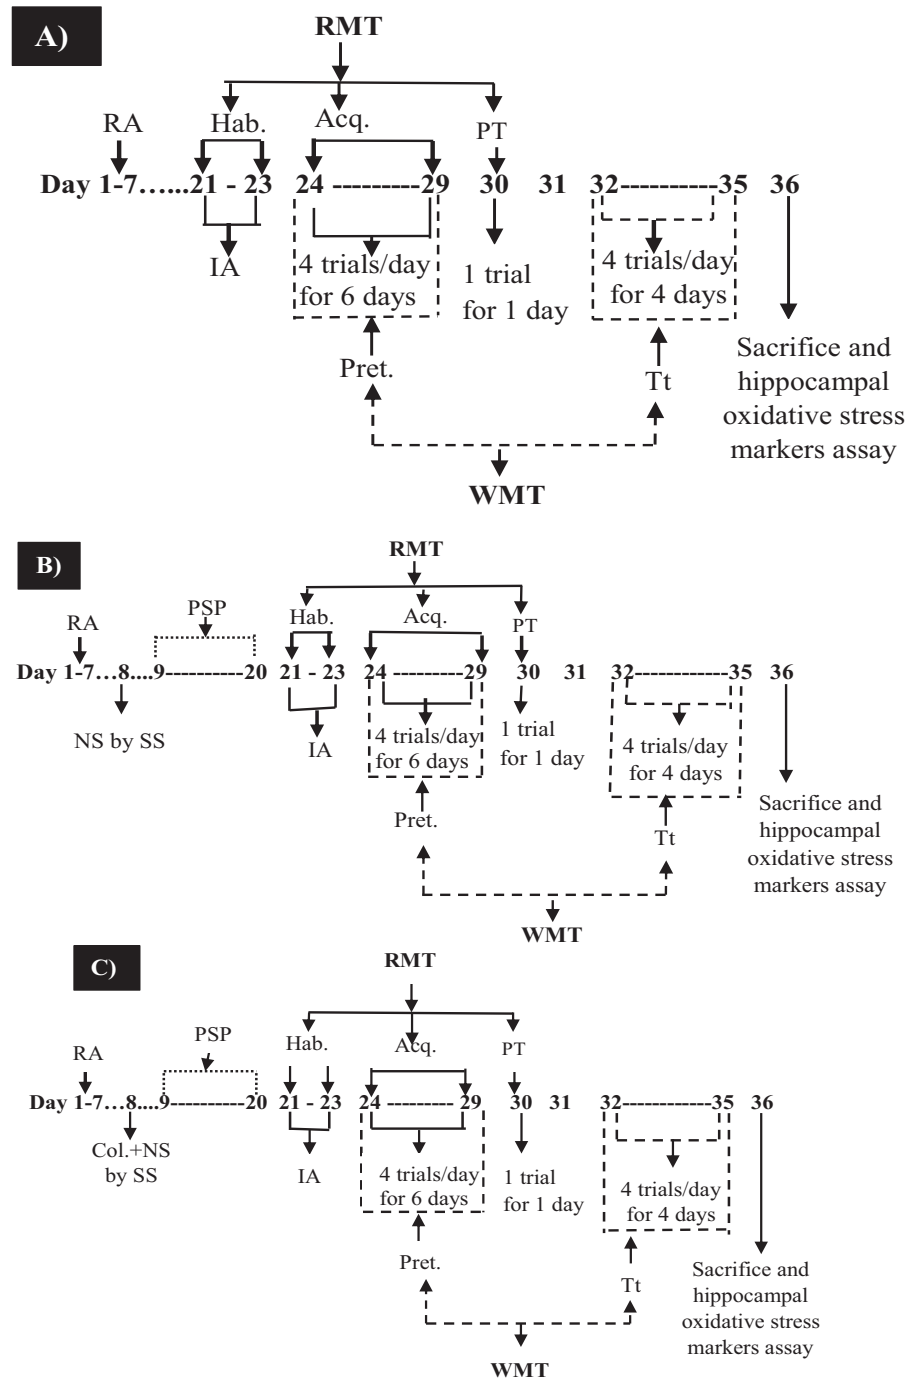 A)
RMT
RA
Hab.
Acq.
PT
Day 1-7…...21 - 23 24 ---------- 29 30 31 32------------35 36
IA
4 trials/day
for 6 days
1 trial
for 1 day
4 trials/day
for 4 days
Pret.
Tt
Sacrifice and
hippocampal
oxidative stress
markers assay
WMT
B)
RMT
PSP
RA
Hab.
Acq.
PT
Day 1-7…8....9-----------20 21 - 23 24 ---------- 29 30 31 32-------------35 36
NS by SS
IA
4 trials/day
for 6 days
1 trial
for 1 day
4 trials/day
for 4 days
Pret.
Tt
Sacrifice and
hippocampal
oxidative stress
markers assay
WMT
C)
RMT
PSP
RA
Hab.
Acq.
PT
Day 1-7…8....9-----------20 21 - 23 24 --------- 29 30 31 32-------------35 36
Col.+NS
by SS
IA
4 trials/day
for 6 days
1 trial
for 1 day
4 trials/day
for 4 days
Pret.
Tt
Sacrifice and
hippocampal
oxidative stress
markers assay
WMT